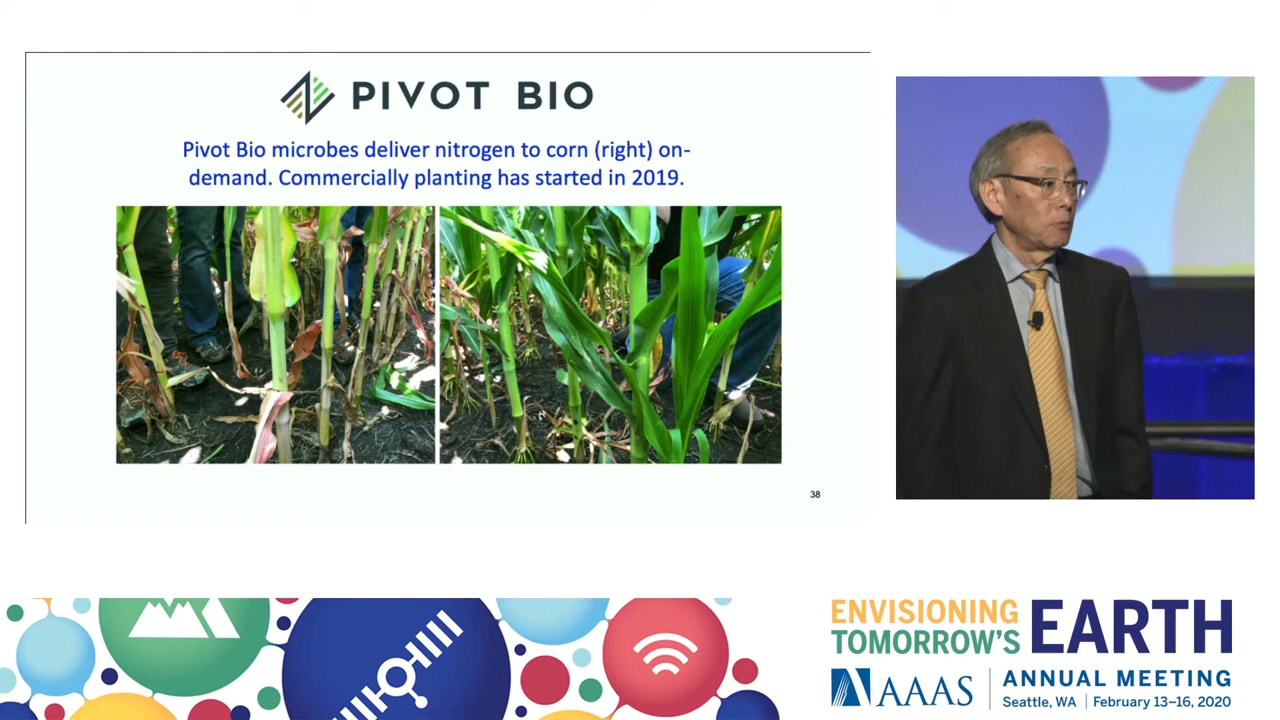 PIVOT BIO
Pivot Bio microbes deliver nitrogen to corn (right) on-
demand. Commercially planting has started in 2019.
38
ENVISIONING
TOMORROW'S
EARTH
AAAS
ANNUAL MEETING
Seattle, WA | February 13–16, 2020